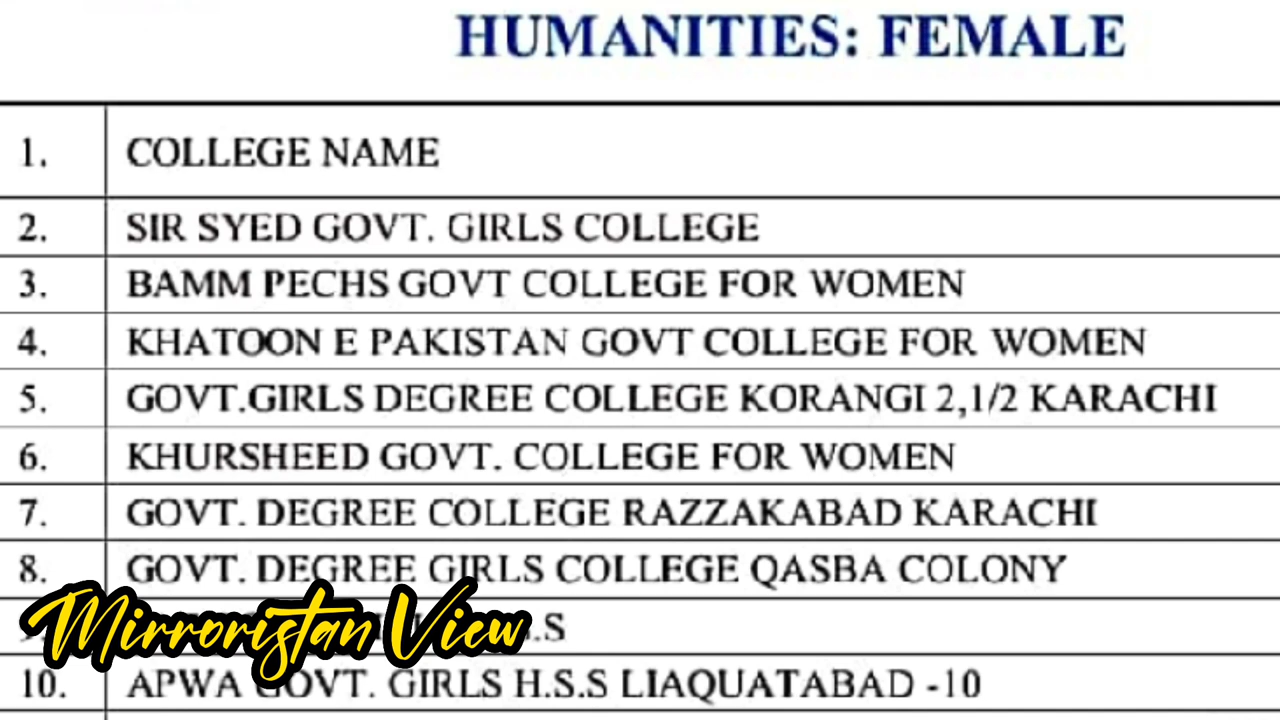 HUMANITIES: FEMALE
1. COLLEGE NAME
2. SIR SYED GOVT. GIRLS COLLEGE
3. BAMM PECHS GOVT COLLEGE FOR WOMEN
4. KHATOON E PAKISTAN GOVT COLLEGE FOR WOMEN
5. GOVT.GIRLS DEGREE COLLEGE KORANGI 2,1/2 KARACHI
6. KHURSHEED GOVT. COLLEGE FOR WOMEN
7. GOVT. DEGREE COLLEGE RAZZAKABAD KARACHI
8. GOVT. DEGREE GIRLS COLLEGE QASBA COLONY
Mirroristan View
10. APWA GOVT. GIRLS H.S.S LIAQUATABAD -10